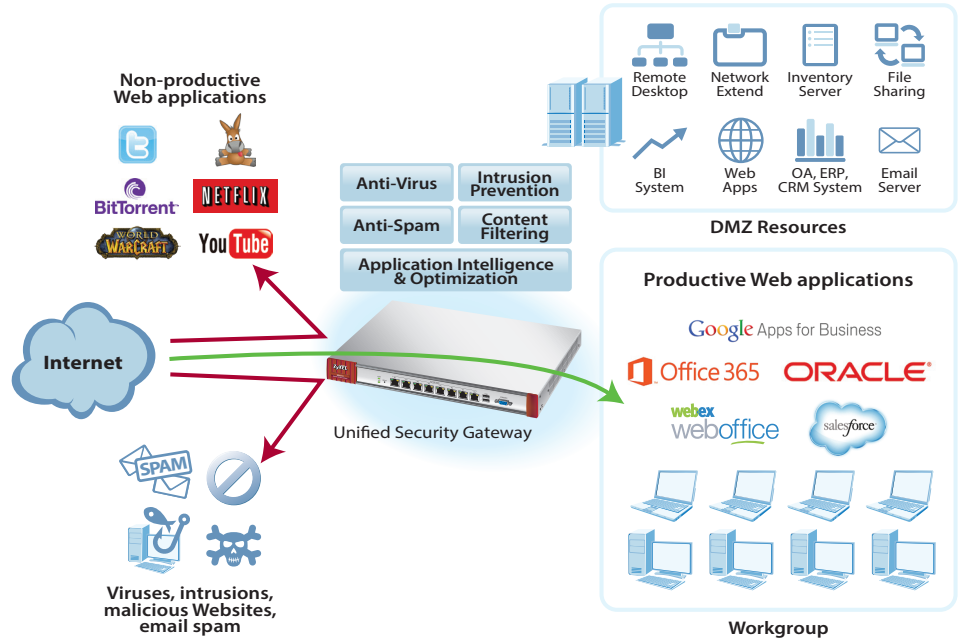 Non-productive
Web applications
BitTorrent
NETFLIX
WORLD
WARCRAFT
YouTube
Internet
SPAM
Viruses, intrusions,
malicious Websites,
email spam
Anti-Virus
Intrusion
Prevention
Anti-Spam
Content
Filtering
Application Intelligence
& Optimization
ZyXEL
Unified Security Gateway
Remote
Desktop
Network
Extend
Inventory
Server
File
Sharing
BI
System
Web
Apps
OA, ERP,
CRM System
Email
Server
DMZ Resources
Productive Web applications
Google Apps for Business
Office 365
ORACLE®
webex
weboffice
salesforce
Workgroup